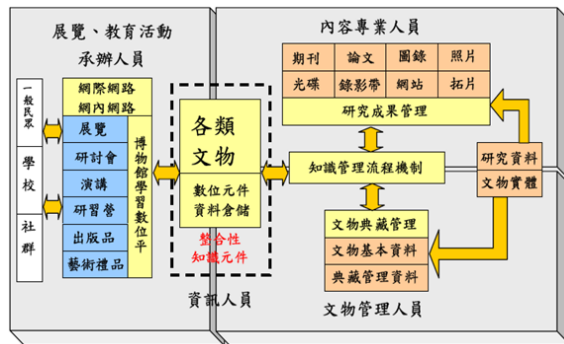 展覽、教育活動
承辦人員
一般民眾
學校
社群
網際網路
網內網路
展覽
研討會
演講
研習營
出版品
藝術禮品
博物館學習數位平
各類
文物
數位元件
資料倉儲
整合性
知識元件
資訊人員
內容專業人員
期刊
論文
圖錄
照片
光碟
錄影帶
網站
拓片
研究成果管理
知識管理流程機制
研究資料
文物實體
文物典藏管理
文物基本資料
典藏管理資料
文物管理人員